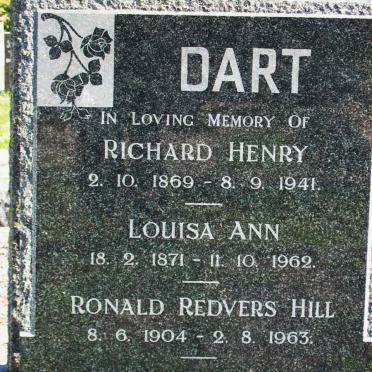 DART
IN LOVING MEMORY OF
RICHARD HENRY
2. 10. 1869 - 8. 9. 1941.
LOUISA ANN
18. 2. 1871 - 11. 10. 1962.
RONALD REDVERS HILL
8. 6. 1904 - 2. 8. 1963.